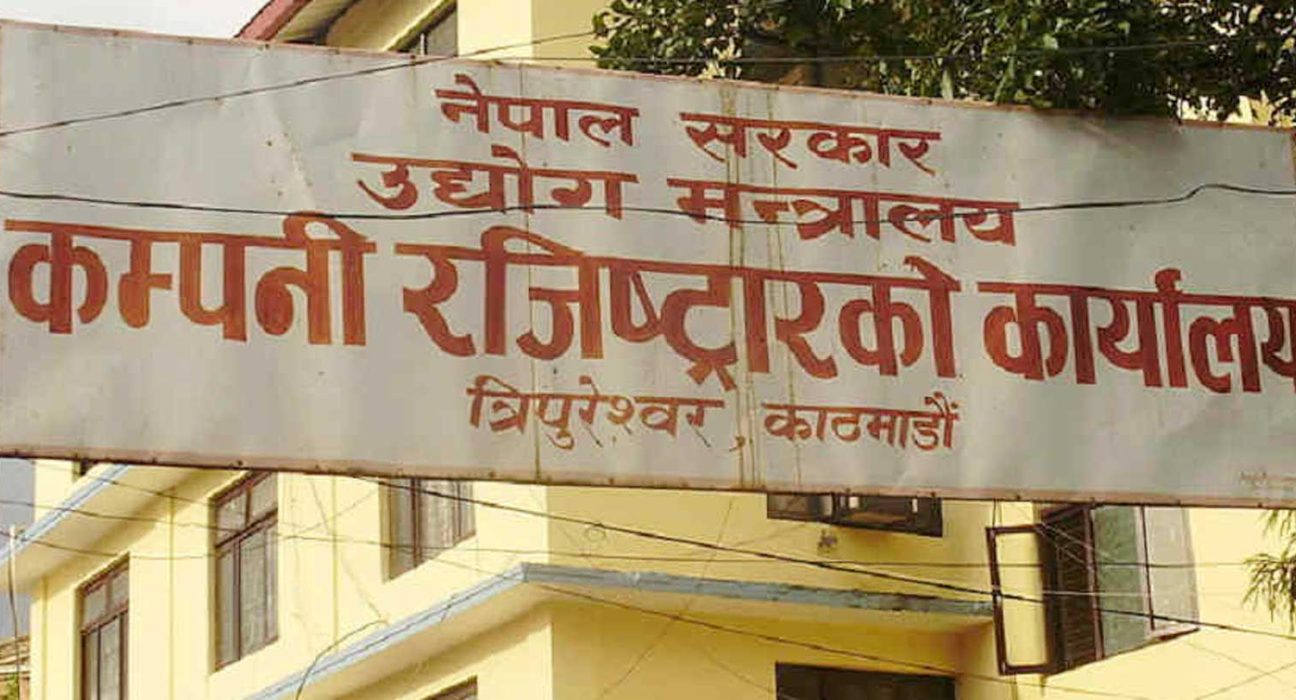 नेपाल सरकार
उद्योग मन्त्रालय
कम्पनी रजिष्ट्रारको कार्यालय
त्रिपुरेश्वर, काठमाडौं